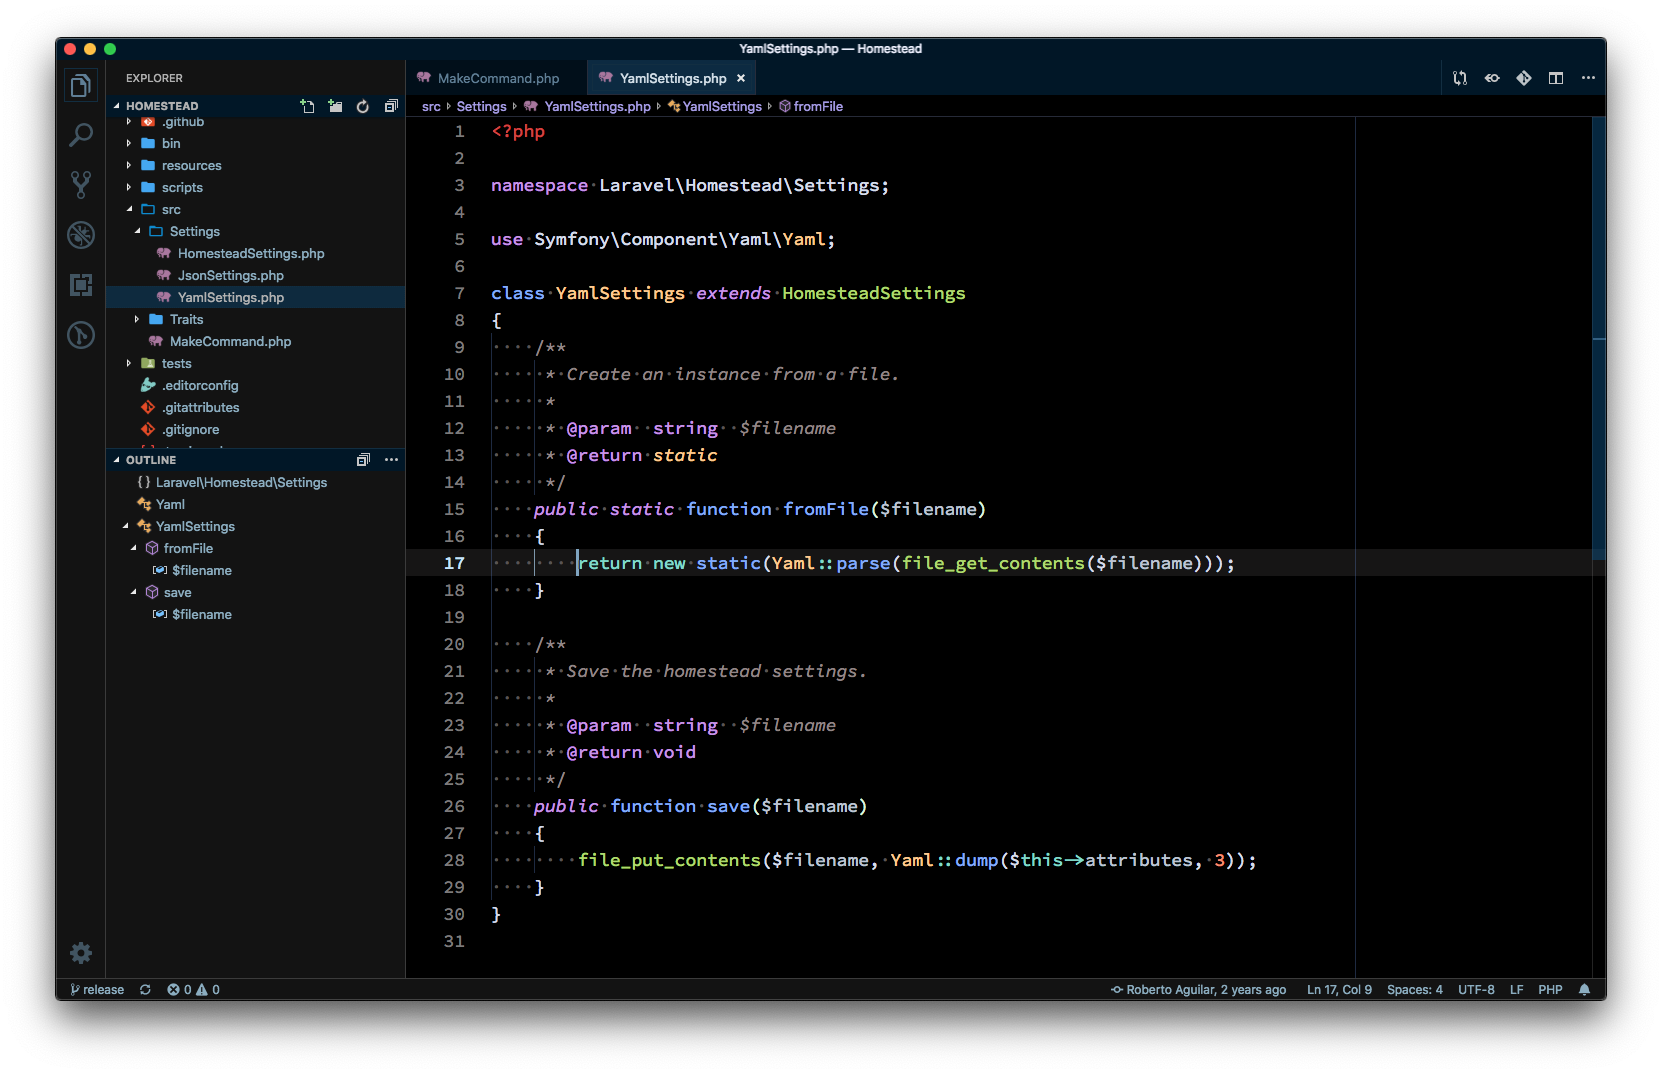 YamlSettings.php — Homestead
EXPLORER
HOMESTEAD
.github
bin
resources
scripts
src
Settings
HomesteadSettings.php
JsonSettings.php
YamlSettings.php
Traits
MakeCommand.php
tests
.editorconfig
.gitattributes
.gitignore
OUTLINE
{} Laravel\Homestead\Settings
Yaml
YamlSettings
fromFile
$filename
save
$filename
MakeCommand.php
YamlSettings.php ×
src › Settings › YamlSettings.php › YamlSettings › fromFile
1 <?php
2
3 namespace Laravel\Homestead\Settings;
4
5 use Symfony\Component\Yaml\Yaml;
6
7 class YamlSettings extends HomesteadSettings
8 {
9     /**
10      * Create an instance from a file.
11      *
12      * @param  string  $filename
13      * @return static
14      */
15     public static function fromFile($filename)
16     {
17         return new static(Yaml::parse(file_get_contents($filename)));
18     }
19
20     /**
21      * Save the homestead settings.
22      *
23      * @param  string  $filename
24      * @return void
25      */
26     public function save($filename)
27     {
28         file_put_contents($filename, Yaml::dump($this->attributes, 3));
29     }
30 }
31
release 0 0 Roberto Aguilar, 2 years ago Ln 17, Col 9 Spaces: 4 UTF-8 LF PHP